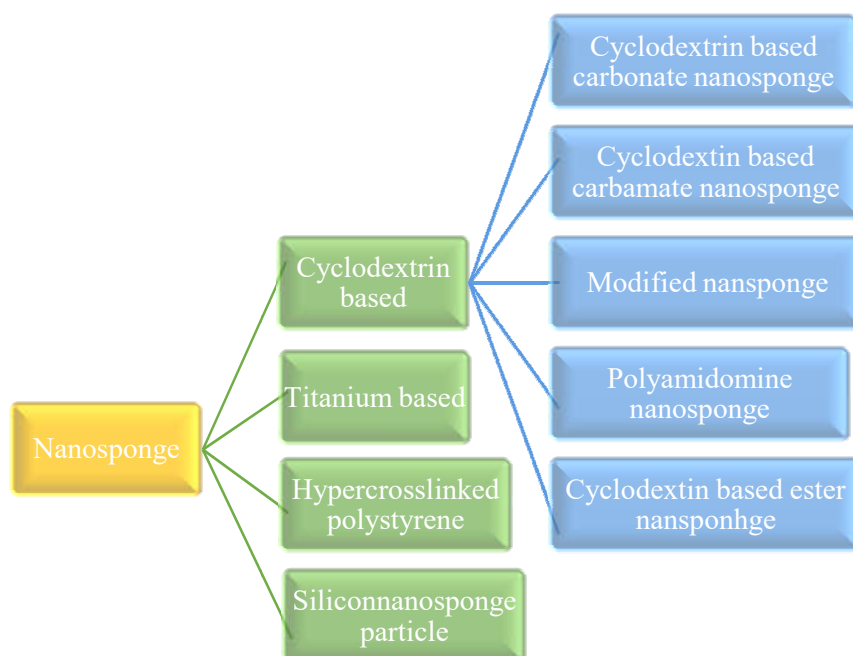 Nanosponge
Cyclodextrin
based
Titanium based
Hypercrosslinked
polystyrene
Siliconnanosponge
particle
Cyclodextrin based
carbonate nanosponge
Cyclodextin based
carbamate nanosponge
Modified nansponge
Polyamidomine
nanosponge
Cyclodextin based ester
nansponhge